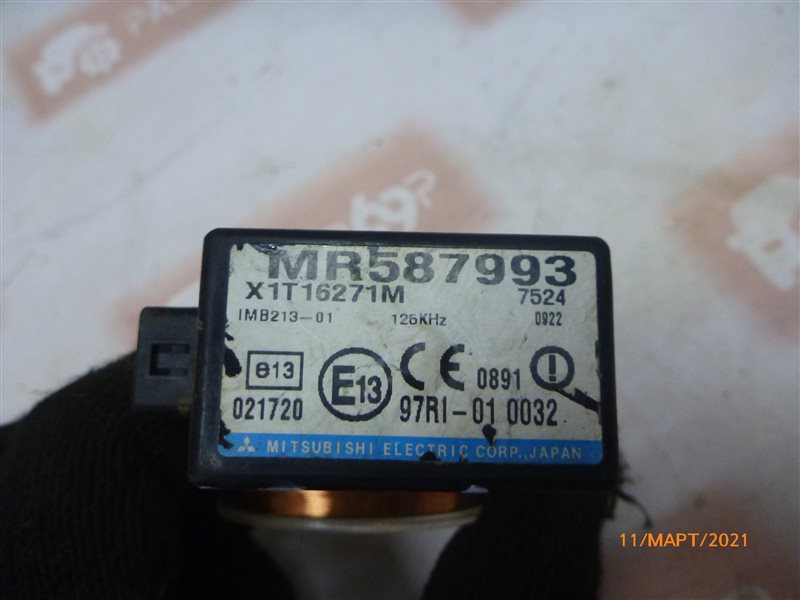 MR587993
X1T16271M 7524
IMB213-01 125KHz 0922
e13 E13 CE 0891
021720 97RI-01 0032
MITSUBISHI ELECTRIC CORP., JAPAN
11/МАРТ/2021